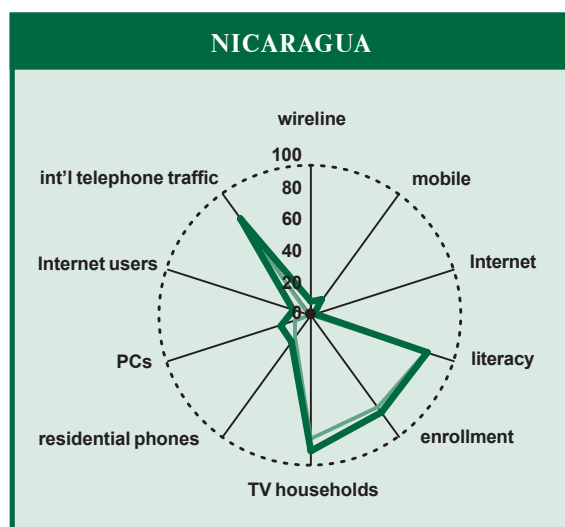 NICARAGUA
wireline
100
80
60
40
20
0
mobile
Internet
literacy
enrollment
TV households
residential phones
PCs
Internet users
int'l telephone traffic